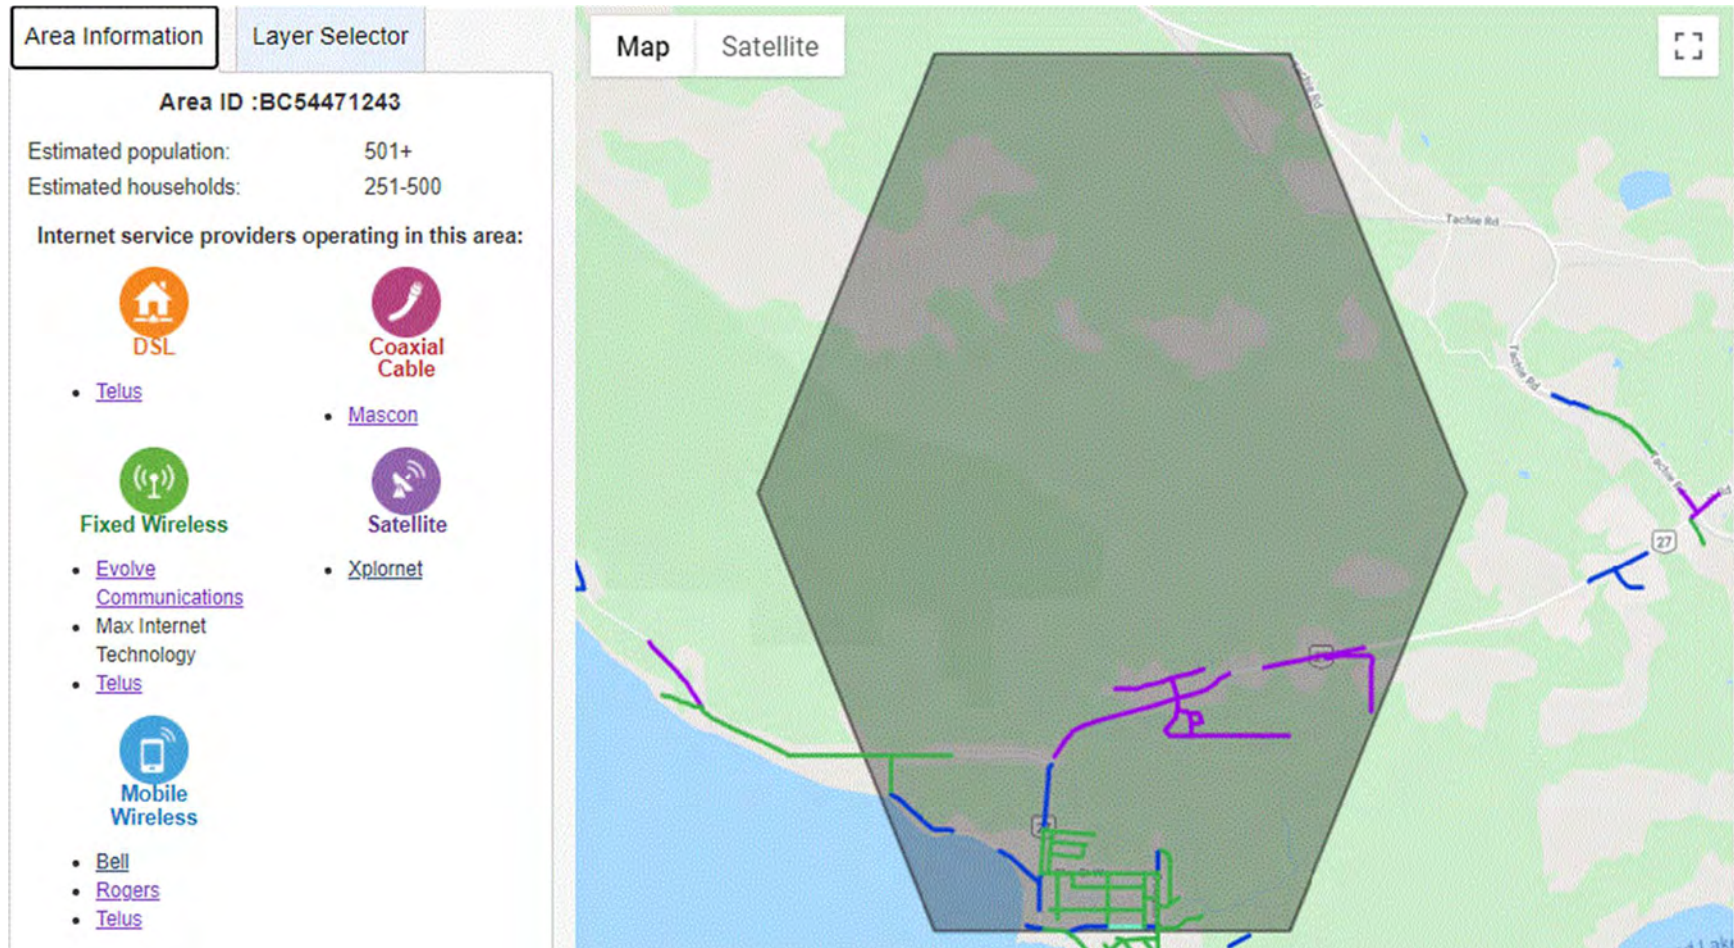 Area Information
Layer Selector
Area ID :BC54471243
Estimated population: 501+
Estimated households: 251-500
Internet service providers operating in this area:
DSL
Telus
Coaxial
Cable
Mascon
Fixed Wireless
Evolve
Communications
Max Internet
Technology
Telus
Satellite
Xplornet
Mobile
Wireless
Bell
Rogers
Telus
Map
Satellite
Tachie Rd
Tachie Rd
Tachie Rd
27